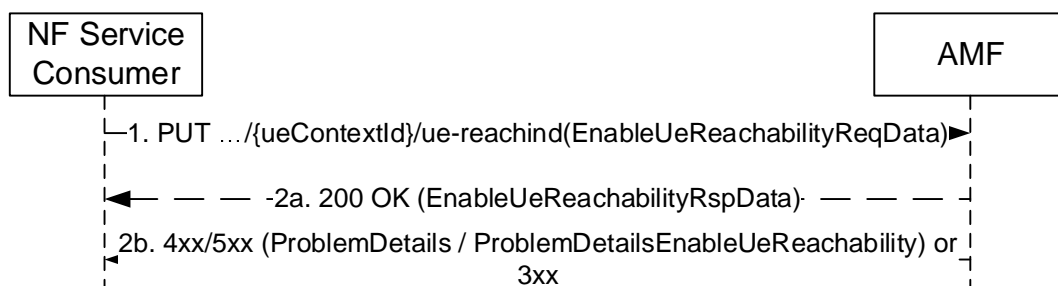 NF Service
Consumer
AMF
1. PUT …/{ueContextId}/ue-reachind(EnableUeReachabilityReqData)
2a. 200 OK (EnableUeReachabilityRspData)
2b. 4xx/5xx (ProblemDetails / ProblemDetailsEnableUeReachability) or
3xx